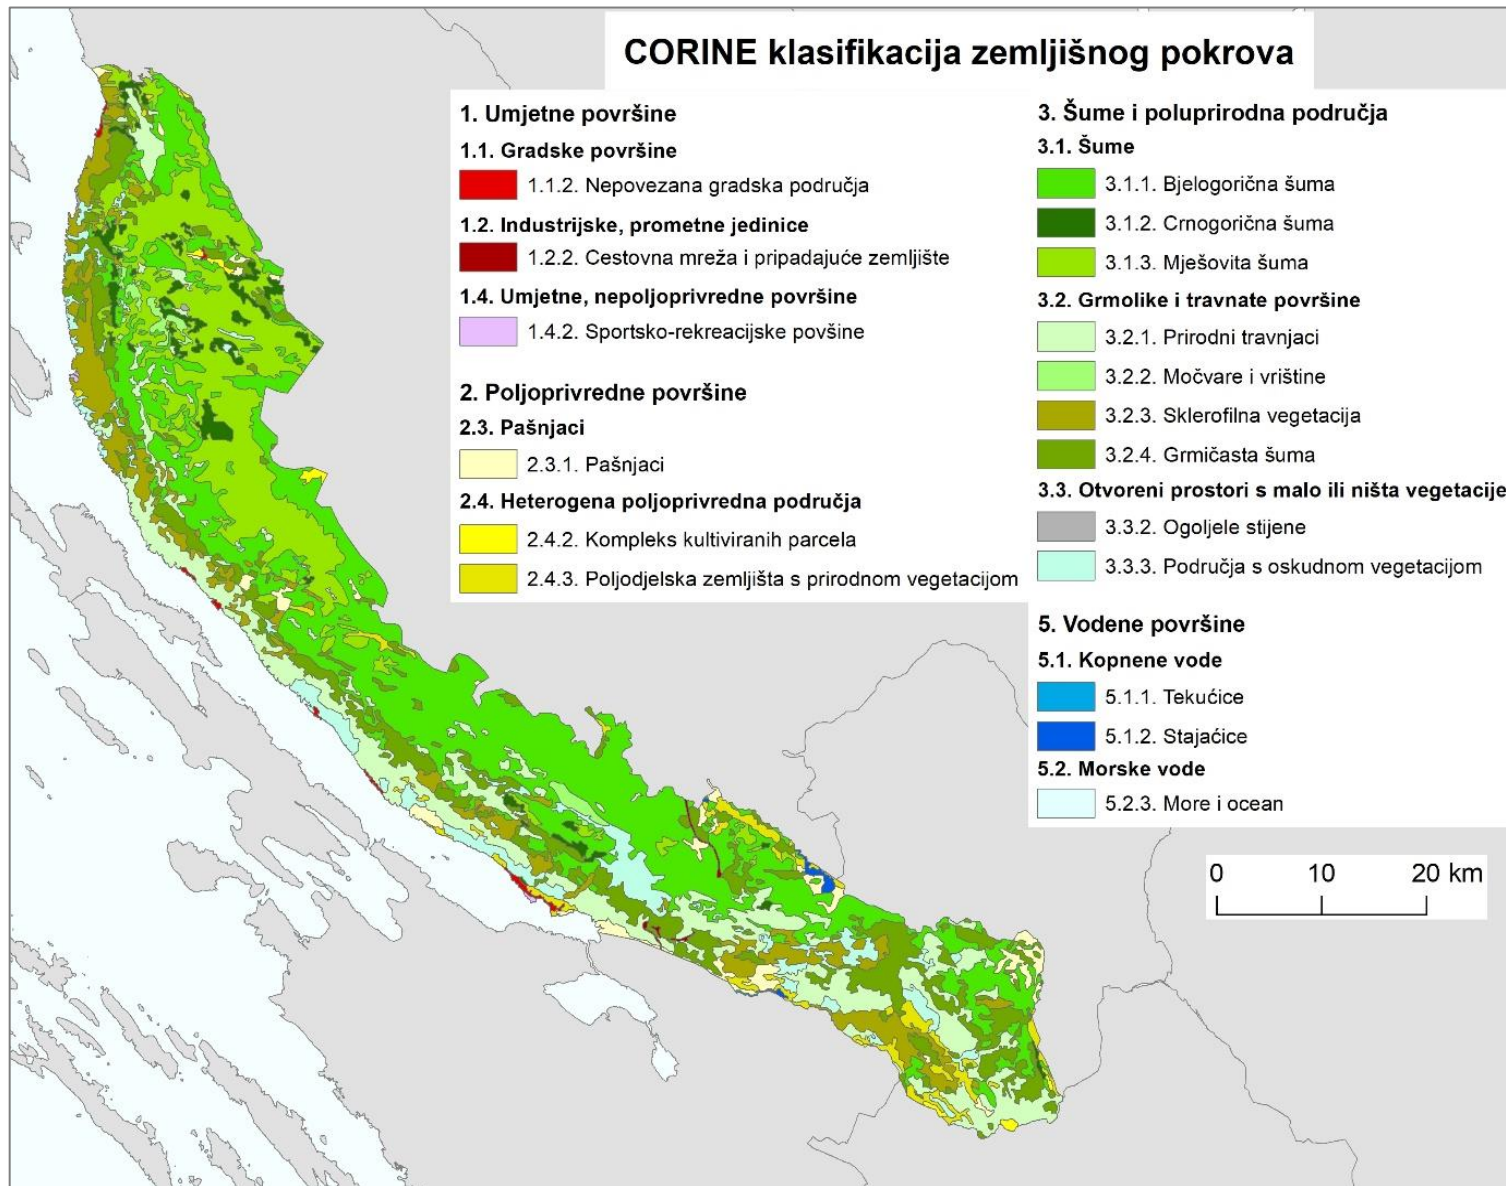 CORINE klasifikacija zemljišnog pokrova
1. Umjetne površine
1.1. Gradske površine
1.1.2. Nepovezana gradska područja
1.2. Industrijske, prometne jedinice
1.2.2. Cestovna mreža i pripadajuće zemljište
1.4. Umjetne, nepoljoprivredne površine
1.4.2. Sportsko-rekreacijske povšine
2. Poljoprivredne površine
2.3. Pašnjaci
2.3.1. Pašnjaci
2.4. Heterogena poljoprivredna područja
2.4.2. Kompleks kultiviranih parcela
2.4.3. Poljodjelska zemljišta s prirodnom vegetacijom
3. Šume i poluprirodna područja
3.1. Šume
3.1.1. Bjelogorična šuma
3.1.2. Crnogorična šuma
3.1.3. Mješovita šuma
3.2. Grmolike i travnate površine
3.2.1. Prirodni travnjaci
3.2.2. Močvare i vrištine
3.2.3. Sklerofilna vegetacija
3.2.4. Grmičasta šuma
3.3. Otvoreni prostori s malo ili ništa vegetacije
3.3.2. Ogoljele stijene
3.3.3. Područja s oskudnom vegetacijom
5. Vodene površine
5.1. Kopnene vode
5.1.1. Tekućice
5.1.2. Stajaćice
5.2. Morske vode
5.2.3. More i ocean
0 10 20 km